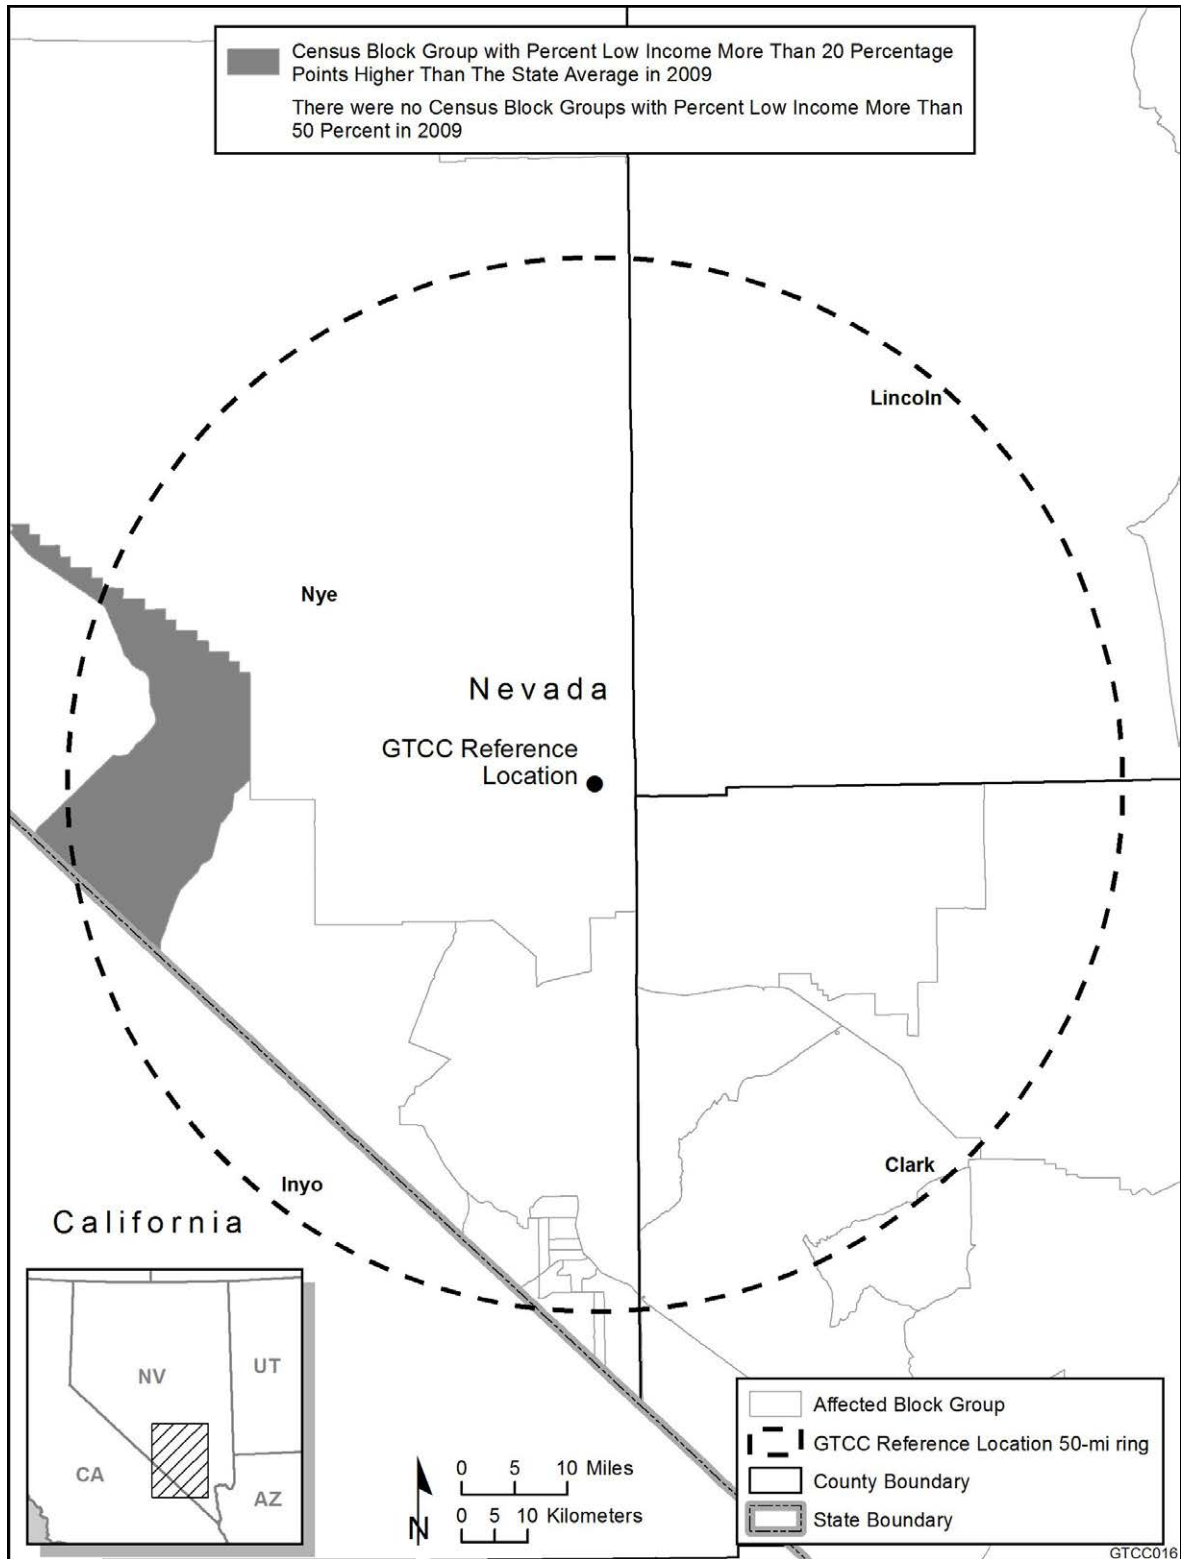 Census Block Group with Percent Low Income More Than 20 Percentage
Points Higher Than The State Average in 2009
There were no Census Block Groups with Percent Low Income More Than
50 Percent in 2009
Lincoln
Nye
Nevada
GTCC Reference
Location
Clark
Inyo
California
NV
UT
CA
AZ
N
0 5 10 Miles
0 5 10 Kilometers
Affected Block Group
GTCC Reference Location 50-mi ring
County Boundary
State Boundary
GTCC016